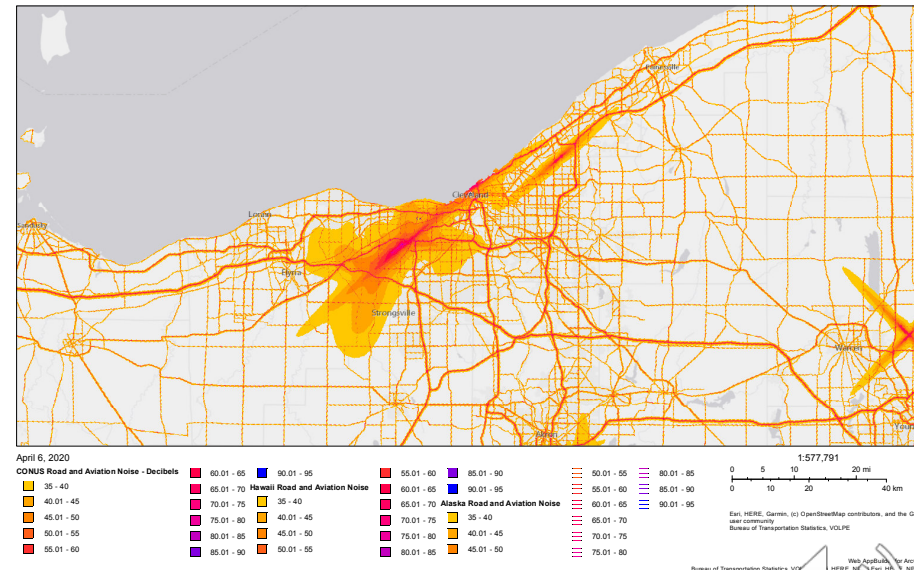 Painesville
Cleveland
Lorain
Sandusky
Elyria
Strongsville
Warren
Akron
Youn
April 6, 2020
1:577,791
CONUS Road and Aviation Noise - Decibels
35 - 40
40.01 - 45
45.01 - 50
50.01 - 55
55.01 - 60
60.01 - 65
65.01 - 70
70.01 - 75
75.01 - 80
80.01 - 85
85.01 - 90
90.01 - 95
Hawaii Road and Aviation Noise
35 - 40
40.01 - 45
45.01 - 50
50.01 - 55
55.01 - 60
60.01 - 65
65.01 - 70
70.01 - 75
75.01 - 80
80.01 - 85
85.01 - 90
90.01 - 95
Alaska Road and Aviation Noise
35 - 40
40.01 - 45
45.01 - 50
50.01 - 55
55.01 - 60
60.01 - 65
65.01 - 70
70.01 - 75
75.01 - 80
80.01 - 85
85.01 - 90
90.01 - 95
0 5 10 20 mi
0 10 20 40 km
Esri, HERE, Garmin, (c) OpenStreetMap contributors, and the G
user community
Bureau of Transportation Statistics, VOLPE
Web AppBuilder for Arc
Bureau of Transportation Statistics, HERE,